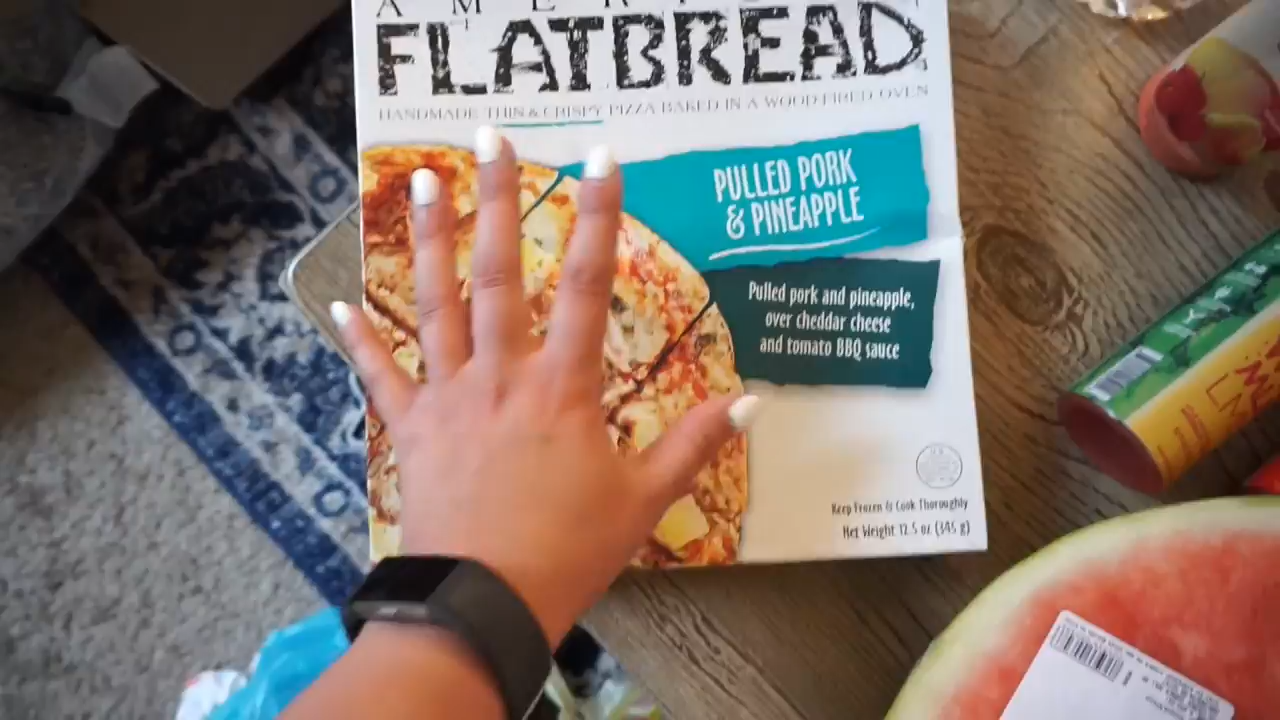 FLATBREAD
HANDMADE THIN & CRISPY PIZZA BAKED IN A WOOD FIRED OVEN
PULLED PORK
& PINEAPPLE
Pulled pork and pineapple,
over cheddar cheese
and tomato BBQ sauce
Keep Frozen & Cook Thoroughly
Net Weight 12.5 oz (345 g)